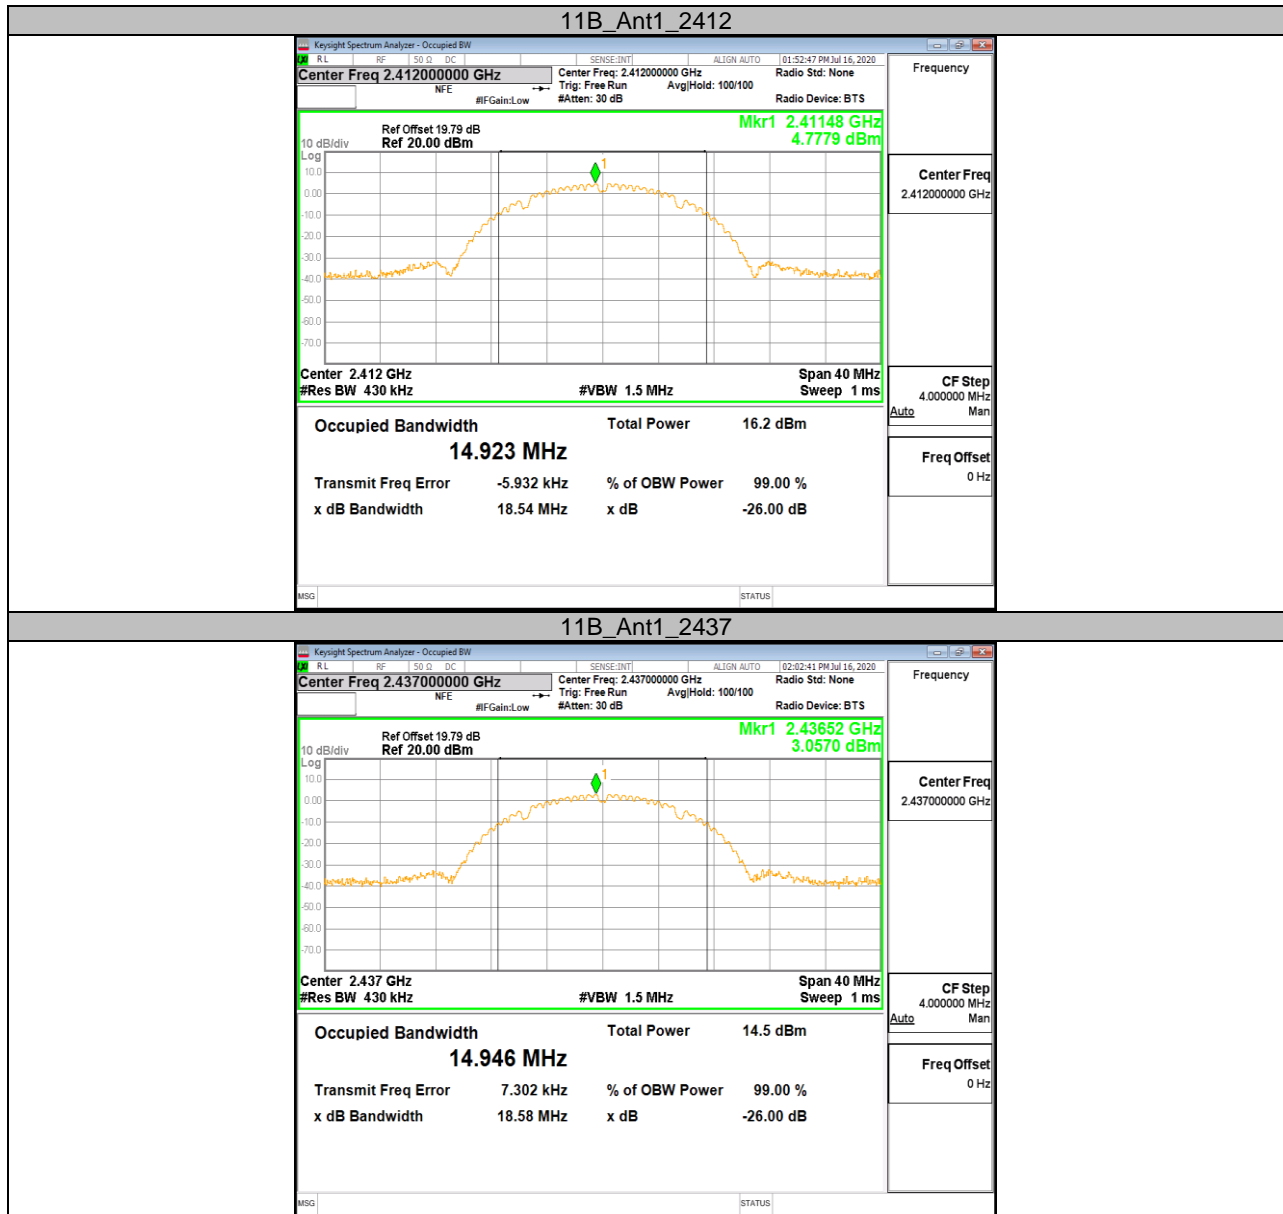 11B_Ant1_2412
Keysight Spectrum Analyzer - Occupied BW
LXI RL RF 50 Ω DC SENSE:INT ALIGN AUTO 01:52:47 PM Jul 16, 2020
Center Freq 2.412000000 GHz
NFE
#IFGain:Low
Center Freq: 2.412000000 GHz
Trig: Free Run Avg|Hold: 100/100
#Atten: 30 dB
Radio Std: None
Radio Device: BTS
Frequency
Mkr1 2.41148 GHz
4.7779 dBm
Ref Offset 19.79 dB
10 dB/div Ref 20.00 dBm
Log
10.0
0.00
-10.0
-20.0
-30.0
-40.0
-50.0
-60.0
-70.0
1
Center Freq
2.412000000 GHz
Center 2.412 GHz Span 40 MHz
#Res BW 430 kHz #VBW 1.5 MHz Sweep 1 ms
CF Step
4.000000 MHz
Auto Man
Occupied Bandwidth Total Power 16.2 dBm
14.923 MHz
Transmit Freq Error -5.932 kHz % of OBW Power 99.00 %
x dB Bandwidth 18.54 MHz x dB -26.00 dB
Freq Offset
0 Hz
MSG STATUS
11B_Ant1_2437
Keysight Spectrum Analyzer - Occupied BW
LXI RL RF 50 Ω DC SENSE:INT ALIGN AUTO 02:02:41 PM Jul 16, 2020
Center Freq 2.437000000 GHz
NFE
#IFGain:Low
Center Freq: 2.437000000 GHz
Trig: Free Run Avg|Hold: 100/100
#Atten: 30 dB
Radio Std: None
Radio Device: BTS
Frequency
Mkr1 2.43652 GHz
3.0570 dBm
Ref Offset 19.79 dB
10 dB/div Ref 20.00 dBm
Log
10.0
0.00
-10.0
-20.0
-30.0
-40.0
-50.0
-60.0
-70.0
1
Center Freq
2.437000000 GHz
Center 2.437 GHz Span 40 MHz
#Res BW 430 kHz #VBW 1.5 MHz Sweep 1 ms
CF Step
4.000000 MHz
Auto Man
Occupied Bandwidth Total Power 14.5 dBm
14.946 MHz
Transmit Freq Error 7.302 kHz % of OBW Power 99.00 %
x dB Bandwidth 18.58 MHz x dB -26.00 dB
Freq Offset
0 Hz
MSG STATUS